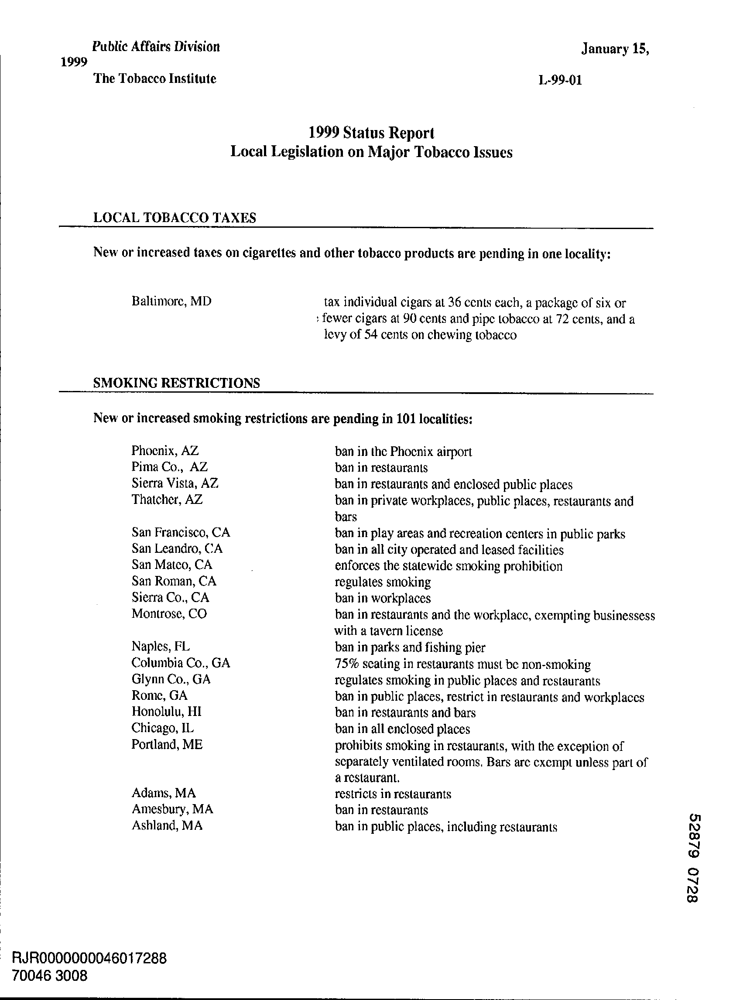 Public Affairs Division
January 15,
1999
The Tobacco Institute
L-99-01
1999 Status Report
Local Legislation on Major Tobacco Issues
LOCAL TOBACCO TAXES
New or increased taxes on cigarettes and other tobacco products are pending in one locality:
Baltimore, MD tax individual cigars at 36 cents each, a package of six or
: fewer cigars at 90 cents and pipe tobacco at 72 cents, and a
levy of 54 cents on chewing tobacco
SMOKING RESTRICTIONS
New or increased smoking restrictions are pending in 101 localities:
Phoenix, AZ ban in the Phoenix airport
Pima Co., AZ ban in restaurants
Sierra Vista, AZ ban in restaurants and enclosed public places
Thatcher, AZ ban in private workplaces, public places, restaurants and
bars
San Francisco, CA ban in play areas and recreation centers in public parks
San Leandro, CA ban in all city operated and leased facilities
San Mateo, CA enforces the statewide smoking prohibition
San Roman, CA regulates smoking
Sierra Co., CA ban in workplaces
Montrose, CO ban in restaurants and the workplace, exempting businessess
with a tavern license
Naples, FL ban in parks and fishing pier
Columbia Co., GA 75% seating in restaurants must be non-smoking
Glynn Co., GA regulates smoking in public places and restaurants
Rome, GA ban in public places, restrict in restaurants and workplaces
Honolulu, HI ban in restaurants and bars
Chicago, IL ban in all enclosed places
Portland, ME prohibits smoking in restaurants, with the exception of
separately ventilated rooms. Bars are exempt unless part of
a restaurant.
Adams, MA restricts in restaurants
Amesbury, MA ban in restaurants
Ashland, MA ban in public places, including restaurants
52879 0728
RJR0000000046017288
70046 3008